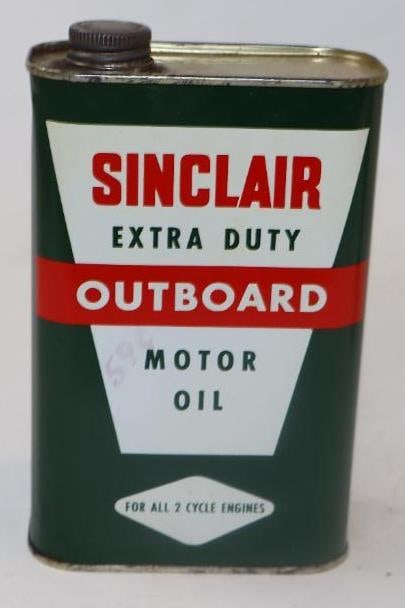 SINCLAIR
EXTRA DUTY
OUTBOARD
MOTOR
OIL
FOR ALL 2 CYCLE ENGINES